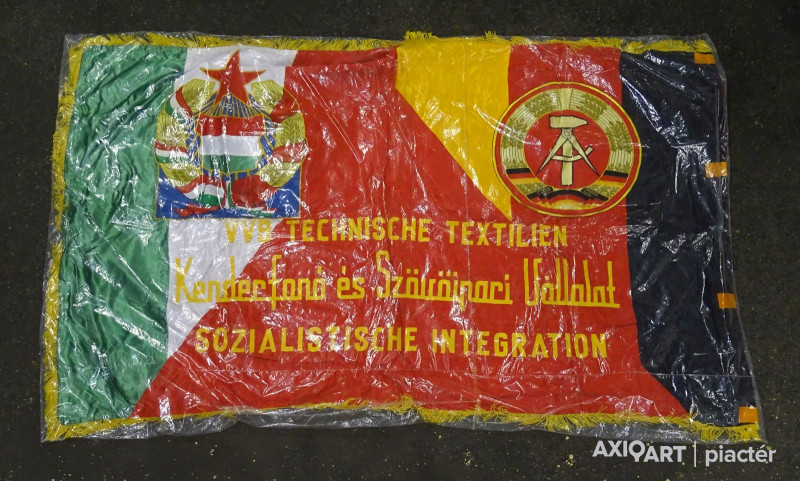 VVB TECHNISCHE TEXTILIEN
Kenderfonó és Szövőipari Vállalat
SOZIALISTISCHE INTEGRATION
AXIOART | piactér